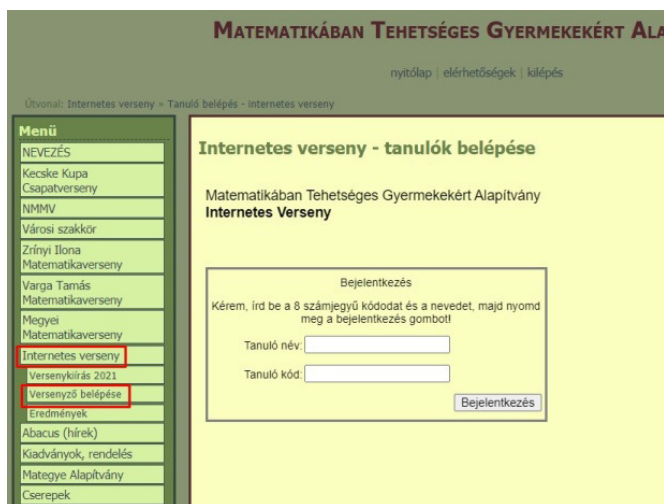 MATEMATIKÁBAN TEHETSÉGES GYERMEKEKÉRT ALA
nyitólap | elérhetőségek | kilépés
Útvonal: Internetes verseny » Tanuló belépés - internetes verseny
Menü
NEVEZÉS
Kecske Kupa
Csapatverseny
NMMV
Városi szakkör
Zrínyi Ilona
Matematikaverseny
Varga Tamás
Matematikaverseny
Megyei
Matematikaverseny
Internetes verseny
Versenykiírás 2021
Versenyző belépése
Eredmények
Abacus (hírek)
Kiadványok, rendelés
Mategye Alapítvány
Cserepek
Internetes verseny - tanulók belépése
Matematikában Tehetséges Gyermekekért Alapítvány
Internetes Verseny
Bejelentkezés
Kérem, írd be a 8 számjegyű kódodat és a nevedet, majd nyomd
meg a bejelentkezés gombot!
Tanuló név:
Tanuló kód:
Bejelentkezés